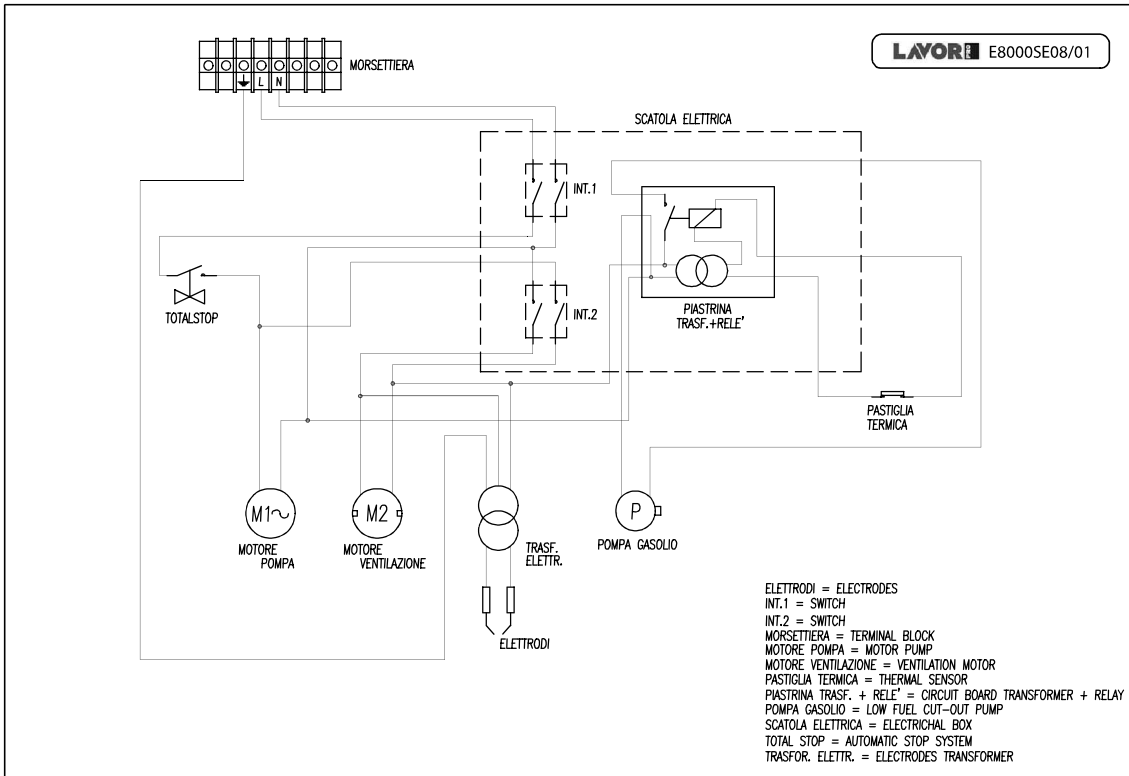 LAVOR PRO E8000SE08/01
MORSETTIERA
L N
SCATOLA ELETTRICA
INT.1
TOTALSTOP
INT.2
PIASTRINA
TRASF.+RELE'
PASTIGLIA
TERMICA
M1~
MOTORE
POMPA
M2
MOTORE
VENTILAZIONE
TRASF.
ELETTR.
P
POMPA GASOLIO
ELETTRODI
ELETTRODI = ELECTRODES
INT.1 = SWITCH
INT.2 = SWITCH
MORSETTIERA = TERMINAL BLOCK
MOTORE POMPA = MOTOR PUMP
MOTORE VENTILAZIONE = VENTILATION MOTOR
PASTIGLIA TERMICA = THERMAL SENSOR
PIASTRINA TRASF. + RELE' = CIRCUIT BOARD TRANSFORMER + RELAY
POMPA GASOLIO = LOW FUEL CUT-OUT PUMP
SCATOLA ELETTRICA = ELECTRICHAL BOX
TOTAL STOP = AUTOMATIC STOP SYSTEM
TRASFOR. ELETTR. = ELECTRODES TRANSFORMER